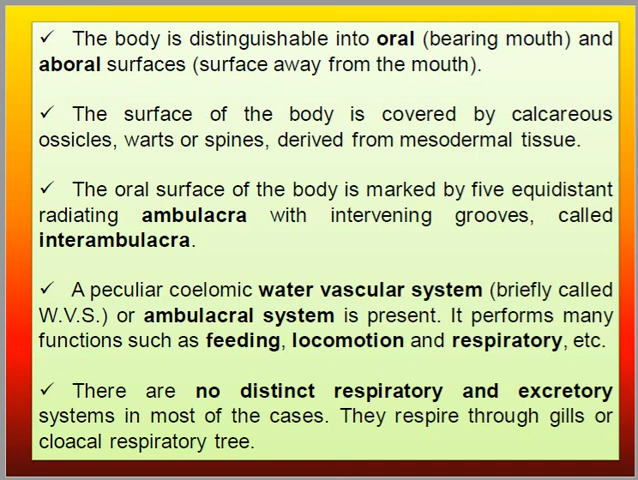 ✓ The body is distinguishable into oral (bearing mouth) and
aboral surfaces (surface away from the mouth).
✓ The surface of the body is covered by calcareous
ossicles, warts or spines, derived from mesodermal tissue.
✓ The oral surface of the body is marked by five equidistant
radiating ambulacra with intervening grooves, called
interambulacra.
✓ A peculiar coelomic water vascular system (briefly called
W.V.S.) or ambulacral system is present. It performs many
functions such as feeding, locomotion and respiratory, etc.
✓ There are no distinct respiratory and excretory
systems in most of the cases. They respire through gills or
cloacal respiratory tree.